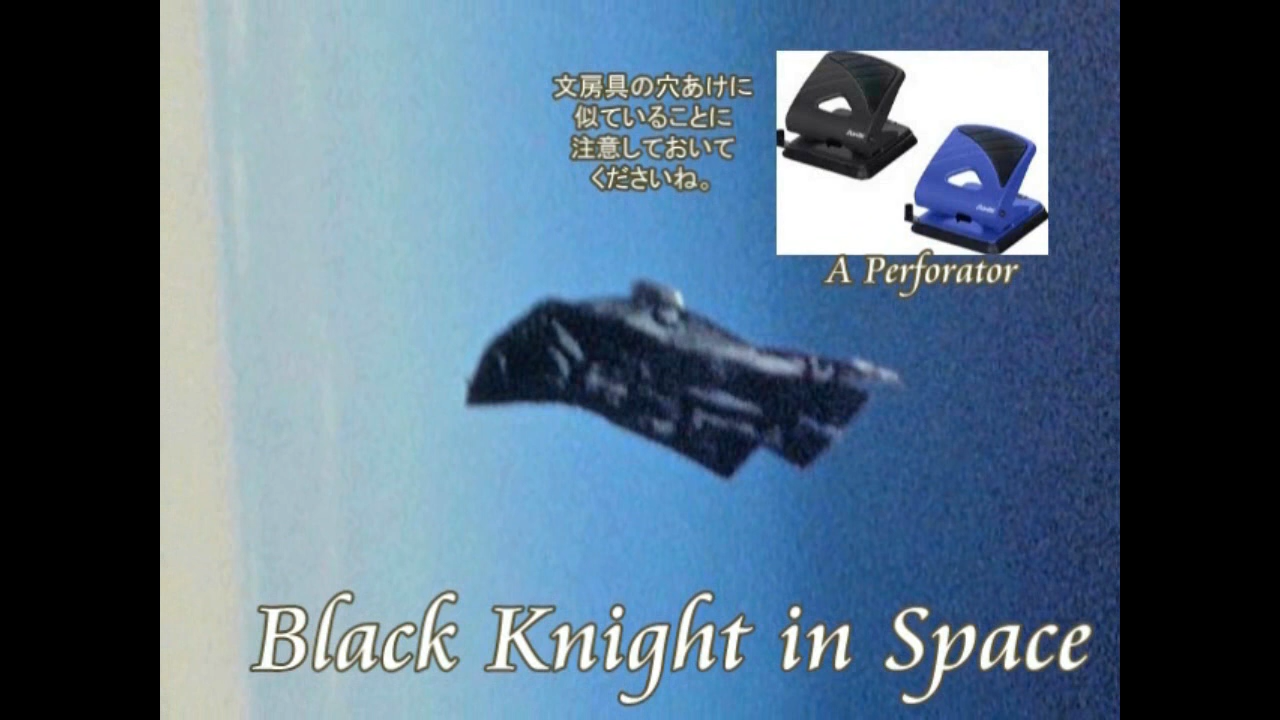 文房具の穴あけに
似ていることに
注意しておいて
くださいね。
A Perforator
Black Knight in Space